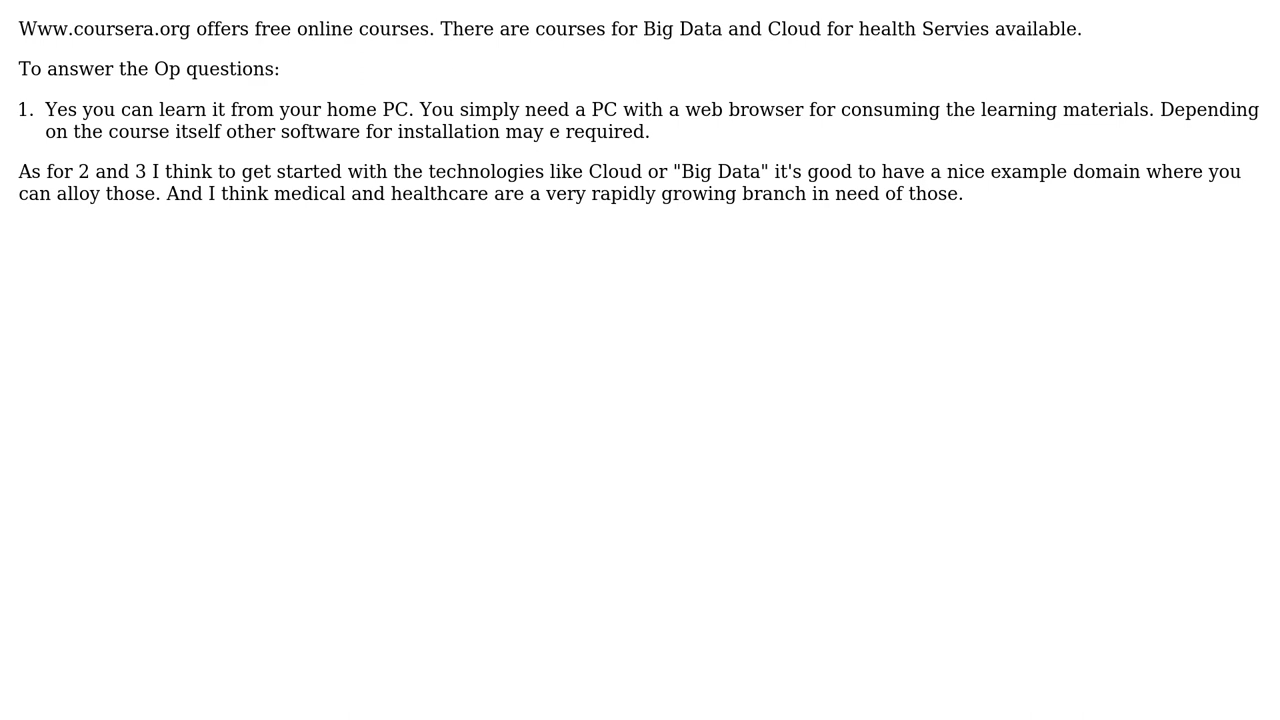 Www.coursera.org offers free online courses. There are courses for Big Data and Cloud for health Servies available.
To answer the Op questions:
1. Yes you can learn it from your home PC. You simply need a PC with a web browser for consuming the learning materials. Depending
on the course itself other software for installation may e required.
As for 2 and 3 I think to get started with the technologies like Cloud or "Big Data" it's good to have a nice example domain where you
can alloy those. And I think medical and healthcare are a very rapidly growing branch in need of those.